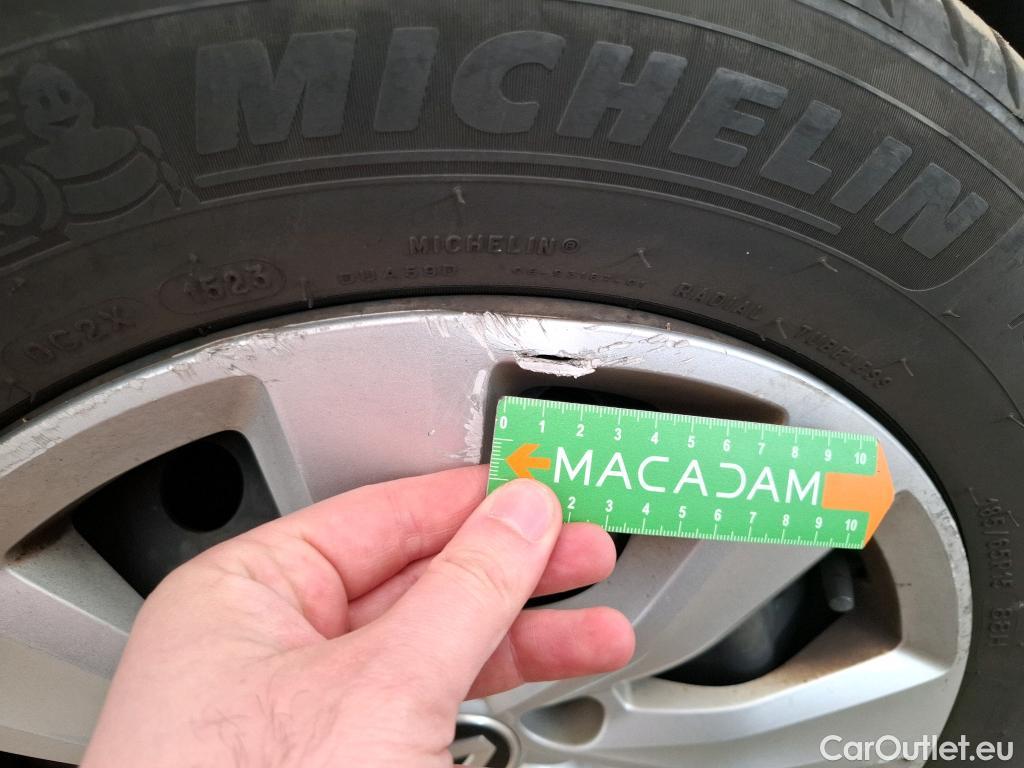 MICHELIN
MICHELIN®
1523
DC2X
RADIAL TUBELESS
0 1 2 3 4 5 6 7 8 9 10
MACADAM
2 3 4 5 6 7 8 9 10
CarOutlet.eu